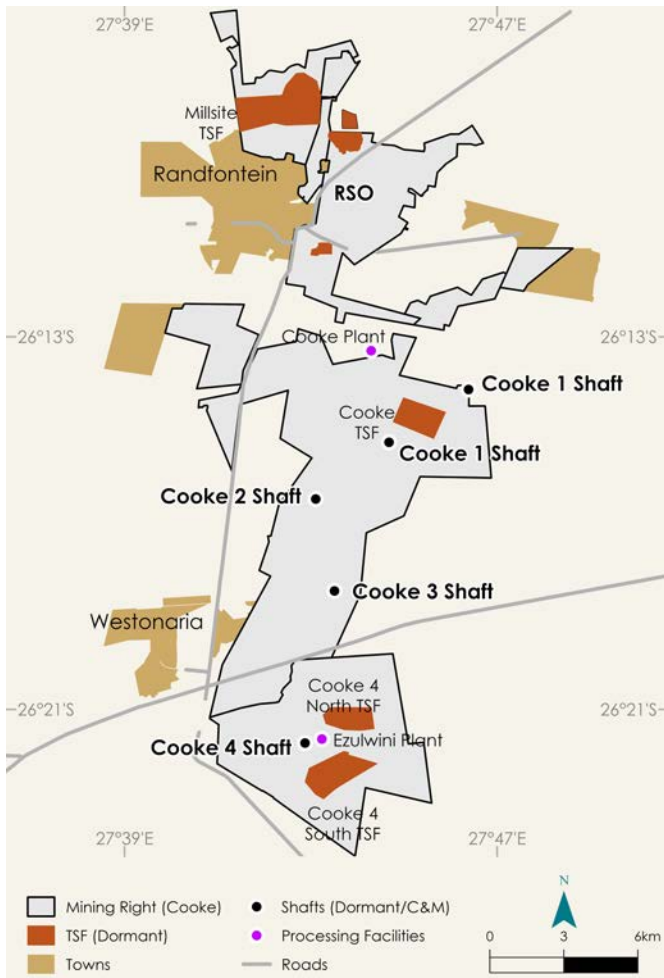 27°39'E
27°47'E
Millsite
TSF
Randfontein
RSO
26°13'S
26°13'S
Cooke Plant
Cooke 1 Shaft
Cooke
TSF
Cooke 1 Shaft
Cooke 2 Shaft
Cooke 3 Shaft
Westonaria
Cooke 4
North TSF
26°21'S
26°21'S
Cooke 4 Shaft
Ezulwini Plant
Cooke 4
South TSF
27°39'E
27°47'E
Mining Right (Cooke)
Shafts (Dormant/C&M)
N
TSF (Dormant)
Processing Facilities
0
3
6km
Towns
Roads